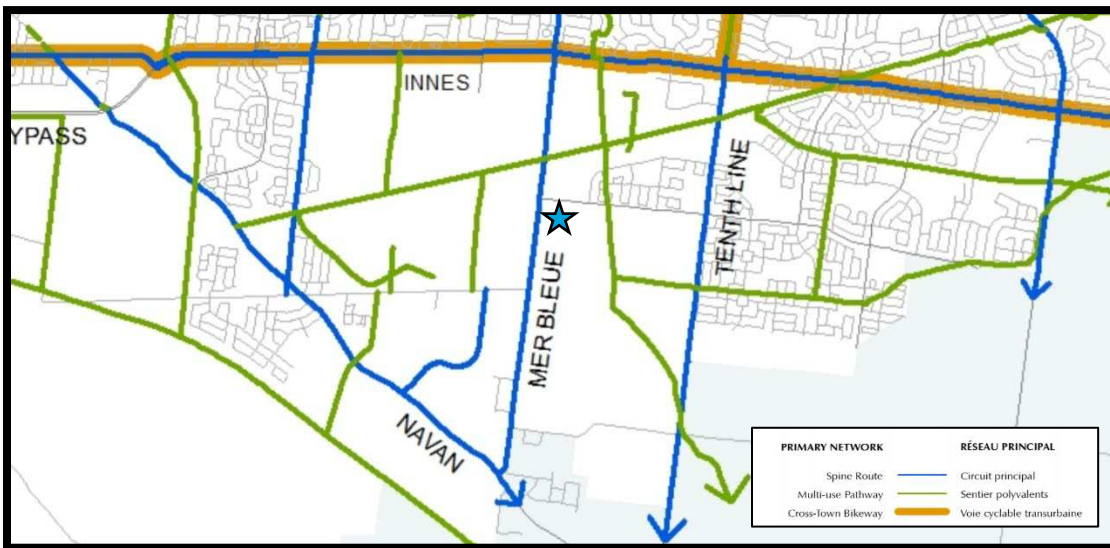 INNES
YPASS
TENTH LINE
MER BLEUE
NAVAN
PRIMARY NETWORK RÉSEAU PRINCIPAL
Spine Route Circuit principal
Multi-use Pathway Sentier polyvalents
Cross-Town Bikeway Voie cyclable transurbaine